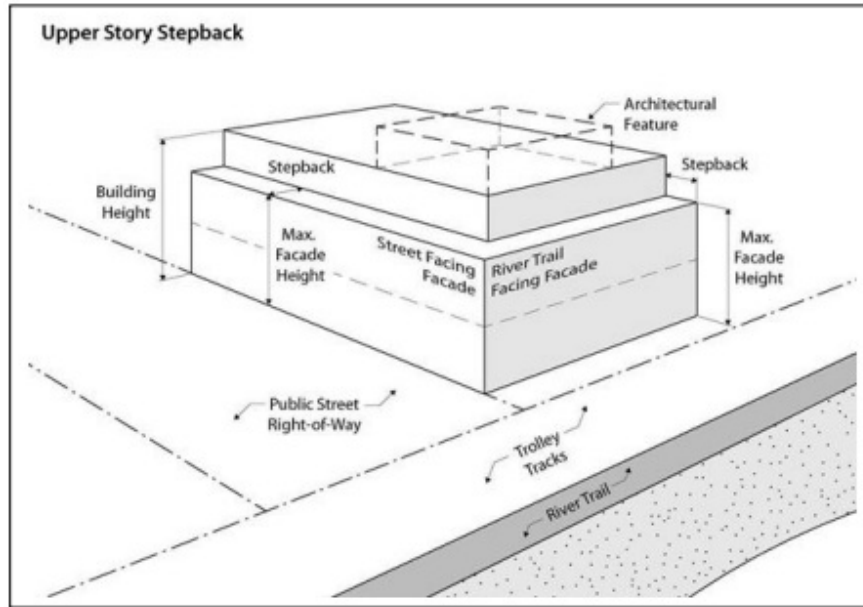 Upper Story Stepback
Architectural
Feature
Stepback
Stepback
Building
Height
Max.
Facade
Height
Street Facing
Facade
River Trail
Facing Facade
Max.
Facade
Height
Public Street
Right-of-Way
Trolley
Tracks
River Trail